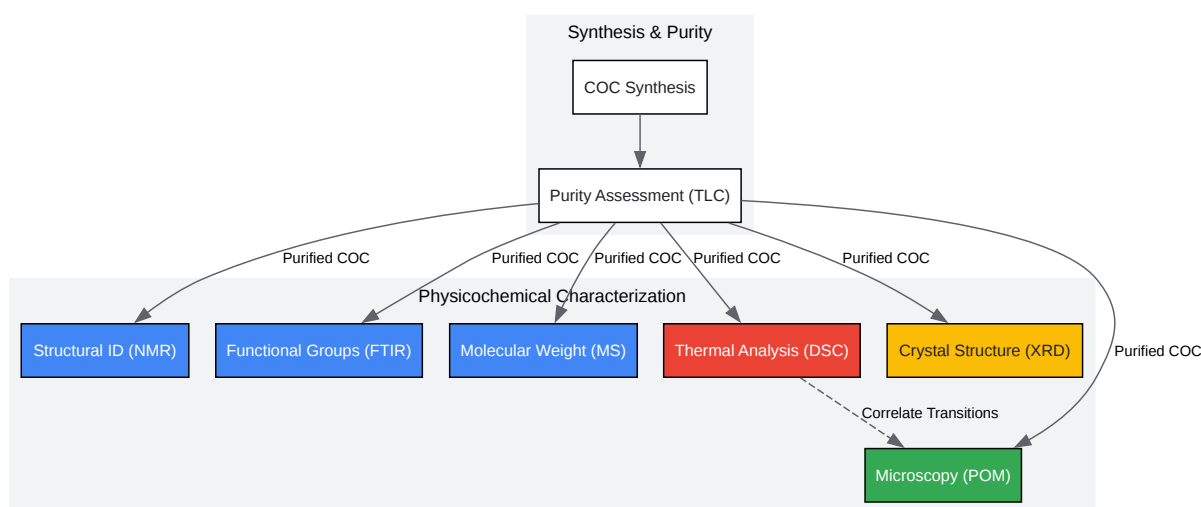 Synthesis & Purity
COC Synthesis
Purity Assessment (TLC)
Purified COC
Purified COC
Purified COC
Purified COC
Purified COC
Physicochemical Characterization
Structural ID (NMR)
Functional Groups (FTIR)
Molecular Weight (MS)
Thermal Analysis (DSC)
Crystal Structure (XRD)
Purified COC
Correlate Transitions
Microscopy (POM)